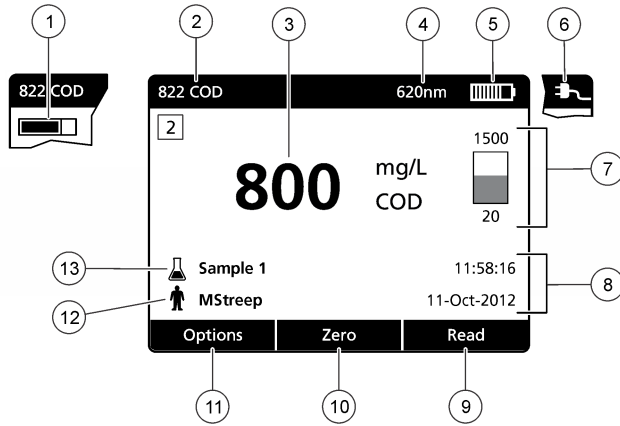 1
2
3
4
5
6
822 COD
822 COD
620nm
2
800
mg/L
COD
1500
20
7
13
Sample 1
11:58:16
8
12
MStreep
11-Oct-2012
Options
Zero
Read
11
10
9